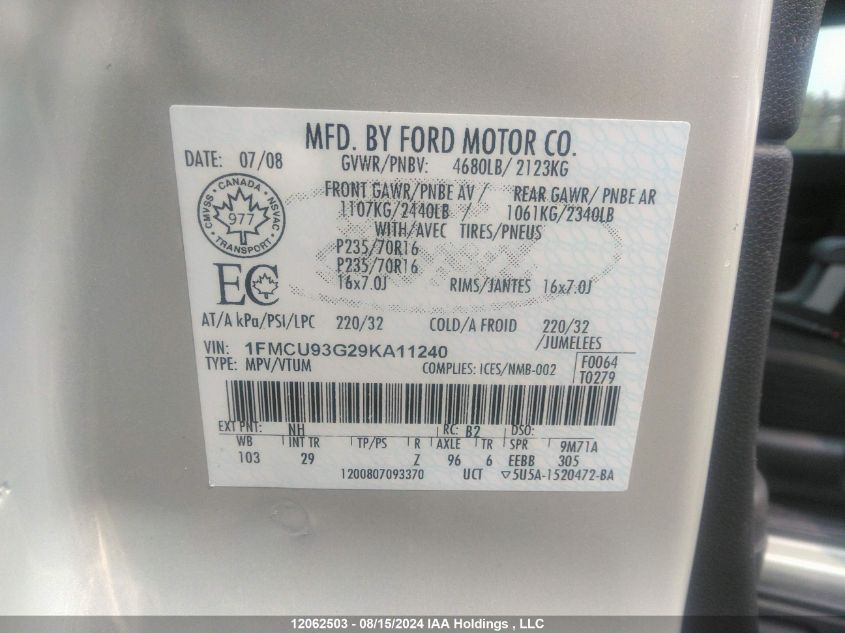 MFD. BY FORD MOTOR CO.
DATE: 07/08 GVWR/PNBV: 4680LB/ 2123KG
FRONT GAWR/PNBE AV / REAR GAWR/ PNBE AR
1107KG/2440LB / 1061KG/2340LB
WITH/AVEC TIRES/PNEUS
CANADA
CMVSS NSVAC
977
TRANSPORT
P235/70R16
P235/70R16
EC
16x7.0J RIMS/JANTES 16x7.0J
AT/A kPa/PSI/LPC 220/32 COLD/A FROID 220/32
/JUMELEES
VIN: 1FMCU93G29KA11240
TYPE: MPV/VTUM COMPLIES: ICES/NMB-002
F0064
T0279
EXT PNT: NH RC: B2 DSO:
WB INT TR TP/PS R AXLE TR SPR 9M71A
103 29 Z 96 6 EEBB 305
1200807093370 UCT ▽5U5A-1520472-BA
12062503 - 08/15/2024 IAA Holdings , LLC